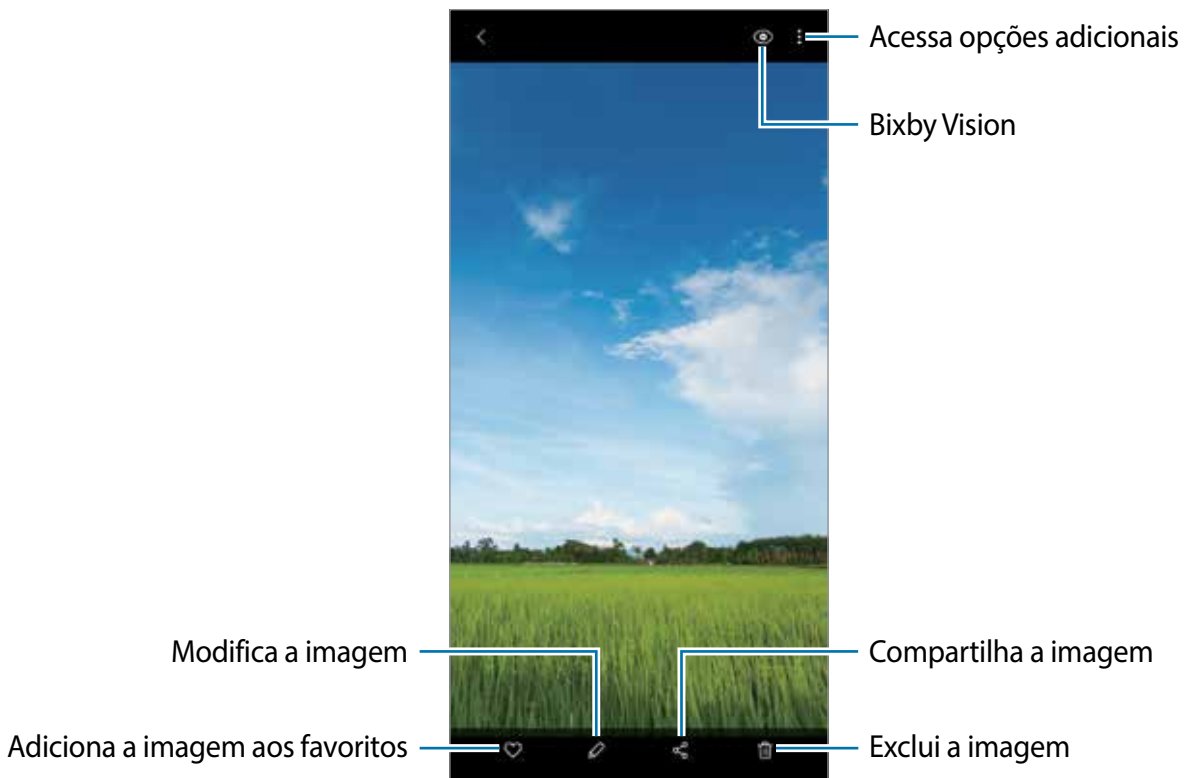 Acessa opções adicionais
Bixby Vision
Modifica a imagem
Compartilha a imagem
Adiciona a imagem aos favoritos
Exclui a imagem